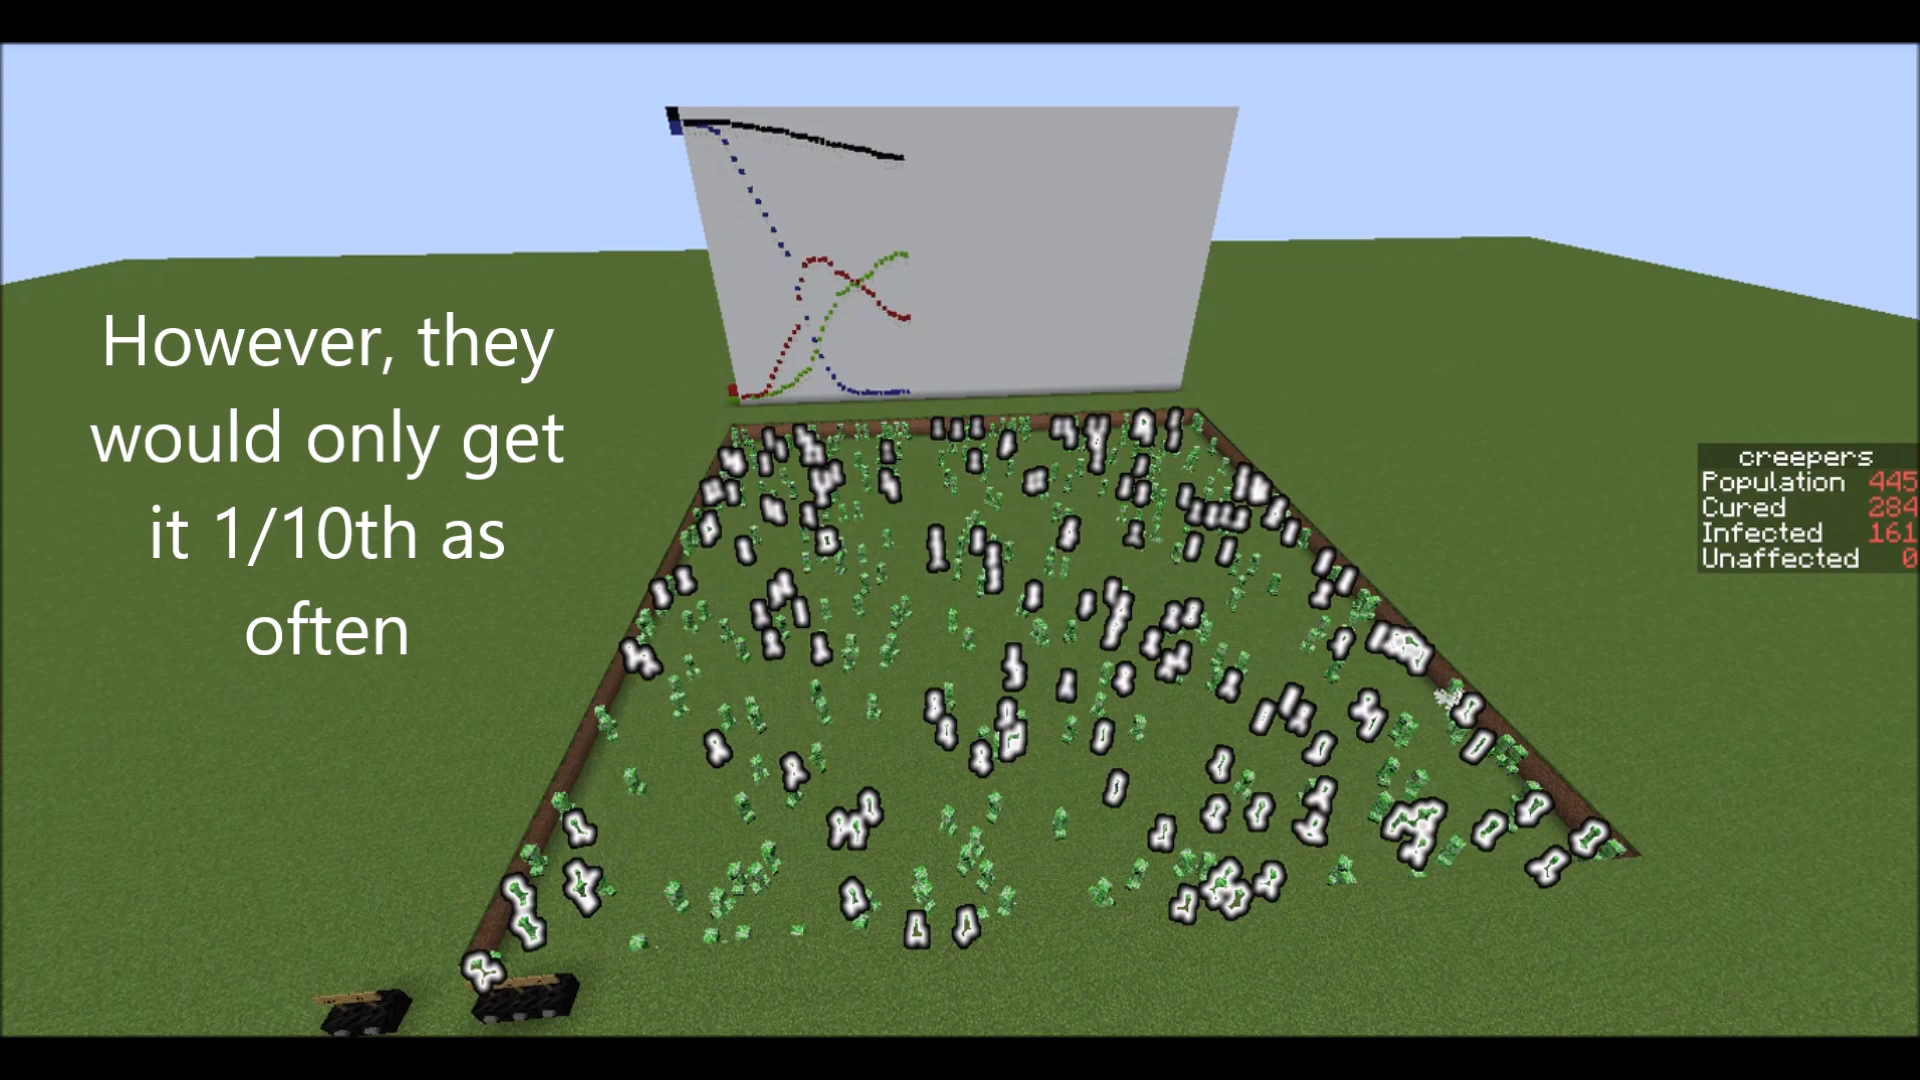 However, they
would only get
it 1/10th as
often
creepers
Population 445
Cured 284
Infected 161
Unaffected 0